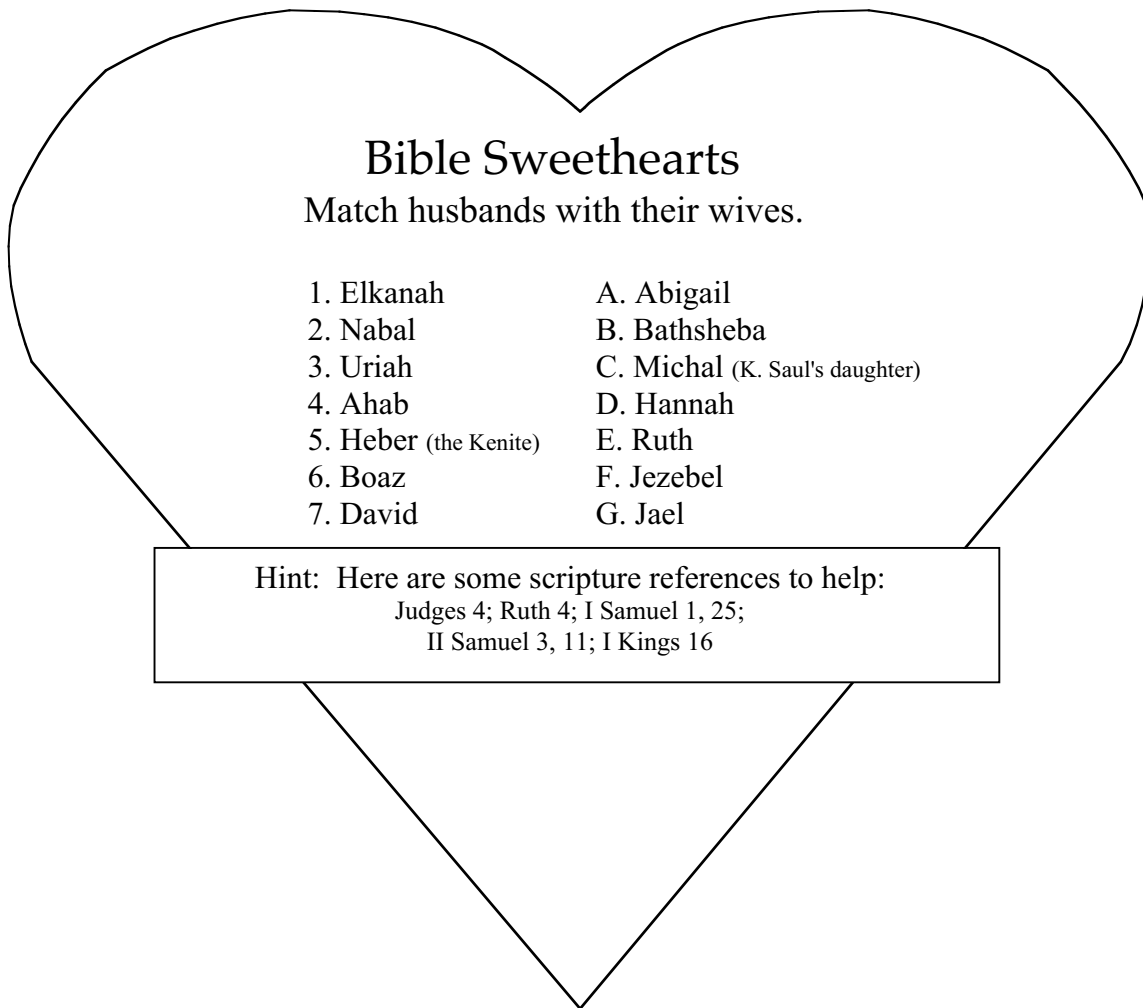 Bible Sweethearts
Match husbands with their wives.
1. Elkanah A. Abigail
2. Nabal B. Bathsheba
3. Uriah C. Michal (K. Saul's daughter)
4. Ahab D. Hannah
5. Heber (the Kenite) E. Ruth
6. Boaz F. Jezebel
7. David G. Jael
Hint: Here are some scripture references to help:
Judges 4; Ruth 4; I Samuel 1, 25;
II Samuel 3, 11; I Kings 16